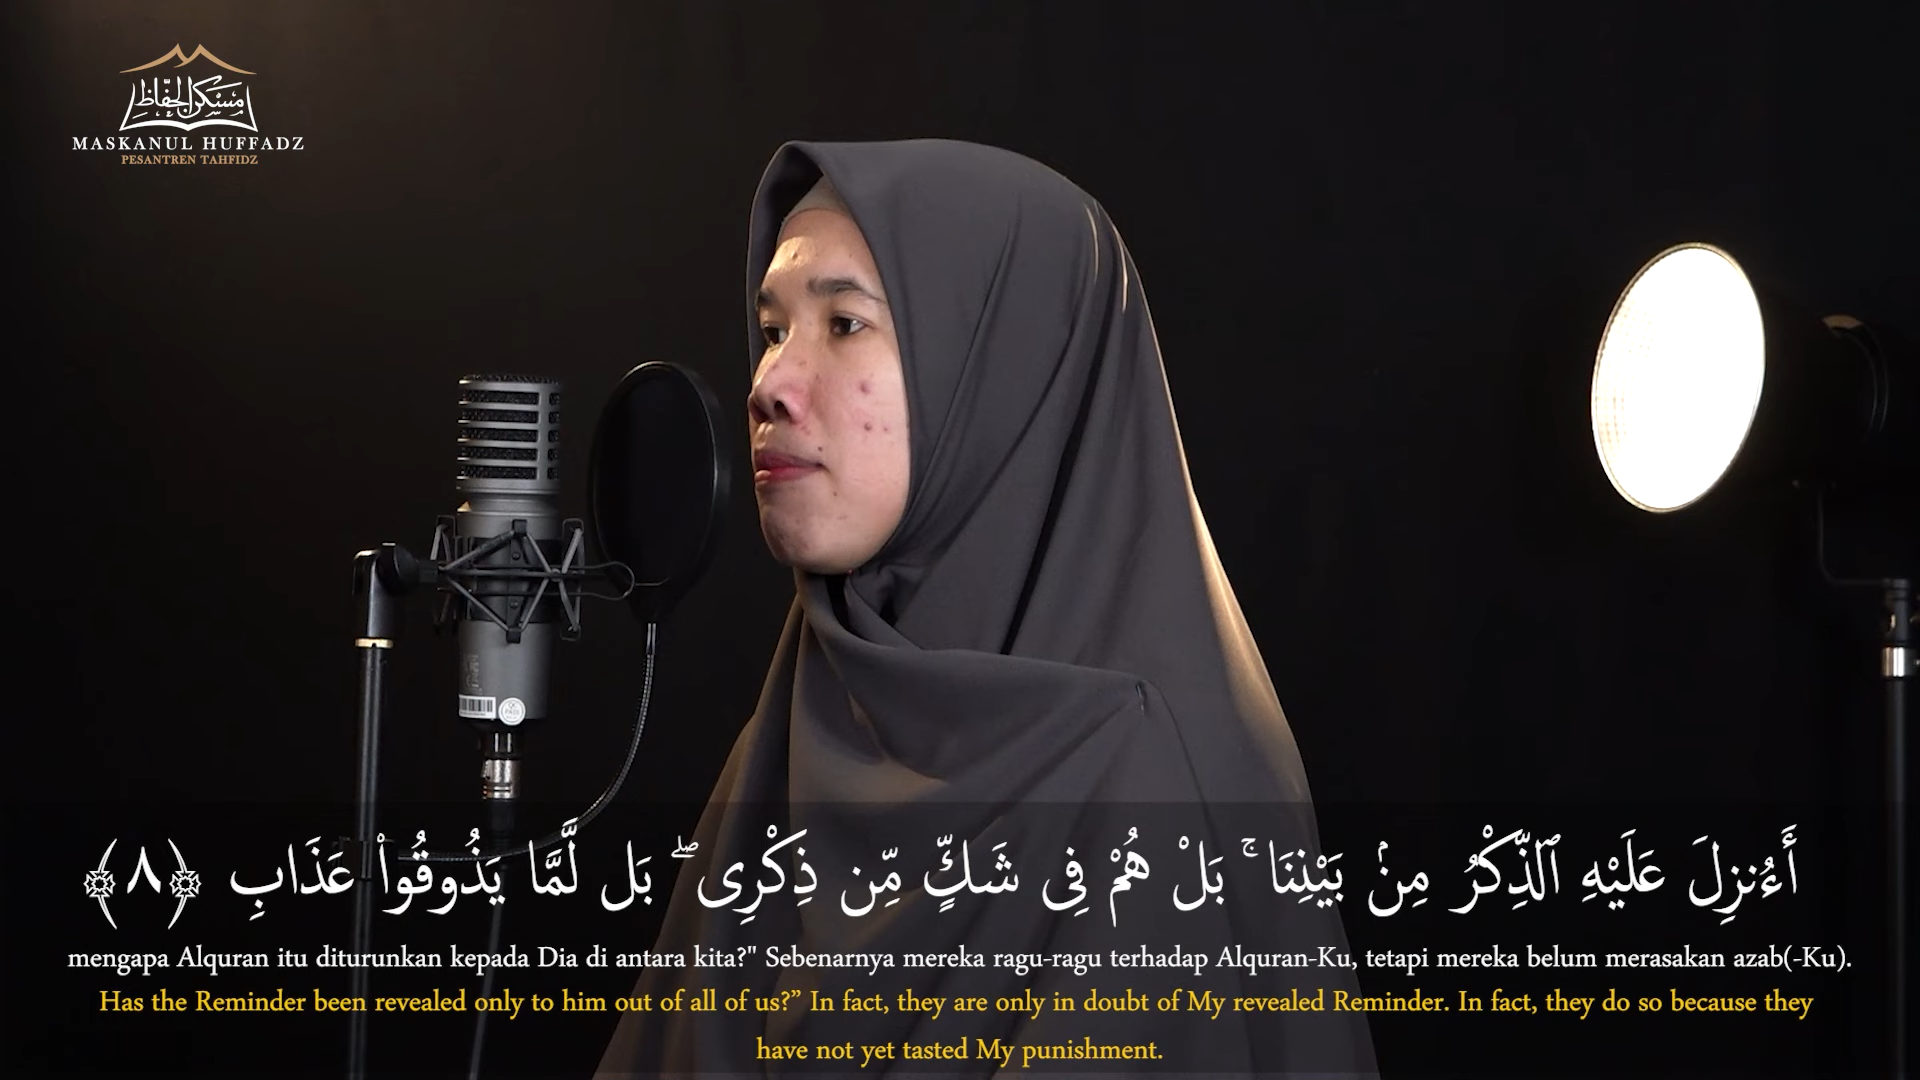 مسكن الحفاظ
MASKANUL HUFFADZ
PESANTREN TAHFIDZ
أَءُنزِلَ عَلَيْهِ ٱلذِّكْرُ مِنۢ بَيْنِنَا ۚ بَلْ هُمْ فِى شَكٍّ مِّن ذِكْرِى ۖ بَل لَّمَّا يَذُوقُوا۟ عَذَابِ ﴿٨﴾
mengapa Alquran itu diturunkan kepada Dia di antara kita?" Sebenarnya mereka ragu-ragu terhadap Alquran-Ku, tetapi mereka belum merasakan azab(-Ku).
Has the Reminder been revealed only to him out of all of us?” In fact, they are only in doubt of My revealed Reminder. In fact, they do so because they
have not yet tasted My punishment.